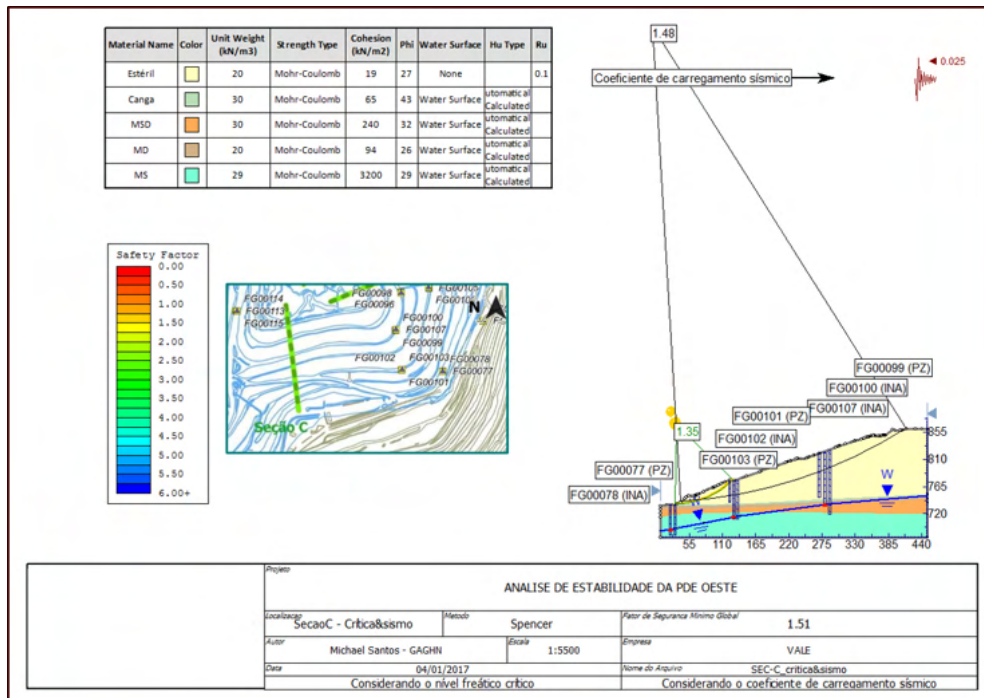 Material Name Color Unit Weight (kN/m3) Strength Type Cohesion (kN/m2) Phi Water Surface Hu Type Ru
Estéril 20 Mohr-Coulomb 19 27 None 0.1
Canga 30 Mohr-Coulomb 65 43 Water Surface utomatical Calculated
MSD 30 Mohr-Coulomb 240 32 Water Surface utomatical Calculated
MD 20 Mohr-Coulomb 94 26 Water Surface utomatical Calculated
MS 29 Mohr-Coulomb 3200 29 Water Surface utomatical Calculated
1.48
Coeficiente de carregamento sísmico
0.025
Safety Factor
0.00
0.50
1.00
1.50
2.00
2.50
3.00
3.50
4.00
4.50
5.00
5.50
6.00+
FG00114
FG00113
FG00115
FG00098
FG00096
N
FG00100
FG00107
FG00099
FG00102
FG00103
FG00078
FG00077
FG00101
Seção C
FG00099 (PZ)
FG00100 (INA)
FG00107 (INA)
FG00101 (PZ)
1.35
FG00102 (INA)
FG00103 (PZ)
FG00077 (PZ)
FG00078 (INA)
W
855
810
765
720
55 110 165 220 275 330 385 440
Projeto
ANALISE DE ESTABILIDADE DA PDE OESTE
Localizacao
SecaoC - Crítica&sismo
Metodo
Spencer
Fator de Segurança Minimo Global
1.51
Autor
Michael Santos - GAGHN
Escala
1:5500
Empresa
VALE
Data
04/01/2017
Nome do Arquivo
SEC-C_critica&sismo
Considerando o nível freático crítico
Considerando o coeficiente de carregamento sísmico